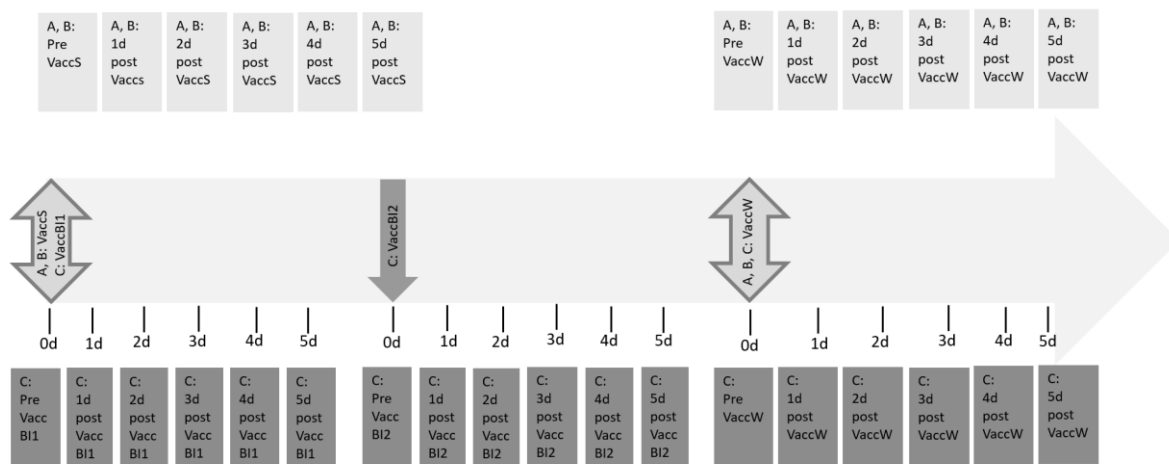 A, B:
Pre
VaccS
A, B:
1d
post
Vaccs
A, B:
2d
post
VaccS
A, B:
3d
post
VaccS
A, B:
4d
post
VaccS
A, B:
5d
post
VaccS
A, B:
Pre
VaccW
A, B:
1d
post
VaccW
A, B:
2d
post
VaccW
A, B:
3d
post
VaccW
A, B:
4d
post
VaccW
A, B:
5d
post
VaccW
A, B: VaccS
C: VaccBI1
C: VaccBI2
A, B, C: VaccW
0d
1d
2d
3d
4d
5d
0d
1d
2d
3d
4d
5d
0d
1d
2d
3d
4d
5d
C:
Pre
Vacc
BI1
C:
1d
post
Vacc
BI1
C:
2d
post
Vacc
BI1
C:
3d
post
Vacc
BI1
C:
4d
post
Vacc
BI1
C:
5d
post
Vacc
BI1
C:
Pre
Vacc
BI2
C:
1d
post
Vacc
BI2
C:
2d
post
Vacc
BI2
C:
3d
post
Vacc
BI2
C:
4d
post
Vacc
BI2
C:
5d
post
Vacc
BI2
C:
Pre
VaccW
C:
1d
post
VaccW
C:
2d
post
VaccW
C:
3d
post
VaccW
C:
4d
post
VaccW
C:
5d
post
VaccW